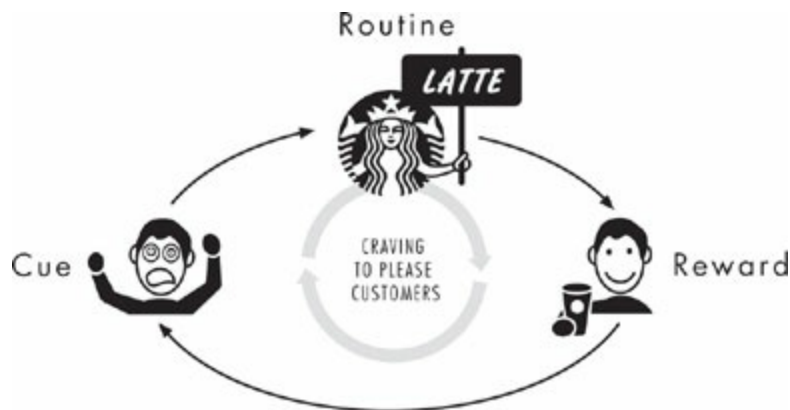 Routine
LATTE
Cue
CRAVING
TO PLEASE
CUSTOMERS
Reward